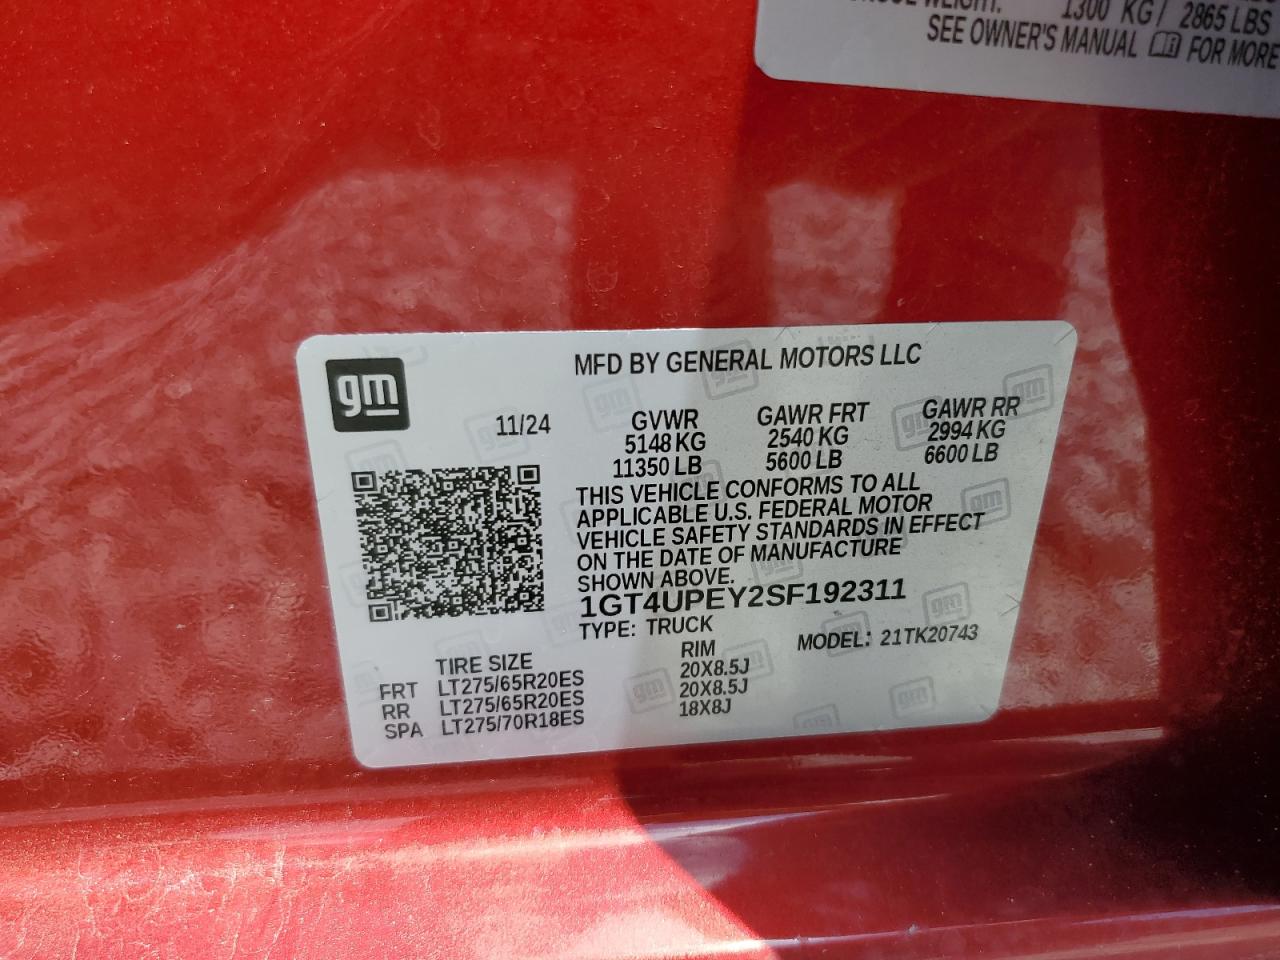 WEIGHT: 1300 KG / 2865 LBS
SEE OWNER'S MANUAL FOR MORE
gm
MFD BY GENERAL MOTORS LLC
11/24
GVWR GAWR FRT GAWR RR
5148 KG 2540 KG 2994 KG
11350 LB 5600 LB 6600 LB
THIS VEHICLE CONFORMS TO ALL
APPLICABLE U.S. FEDERAL MOTOR
VEHICLE SAFETY STANDARDS IN EFFECT
ON THE DATE OF MANUFACTURE
SHOWN ABOVE.
1GT4UPEY2SF192311
TYPE: TRUCK MODEL: 21TK20743
TIRE SIZE RIM
FRT LT275/65R20ES 20X8.5J
RR LT275/65R20ES 20X8.5J
SPA LT275/70R18ES 18X8J